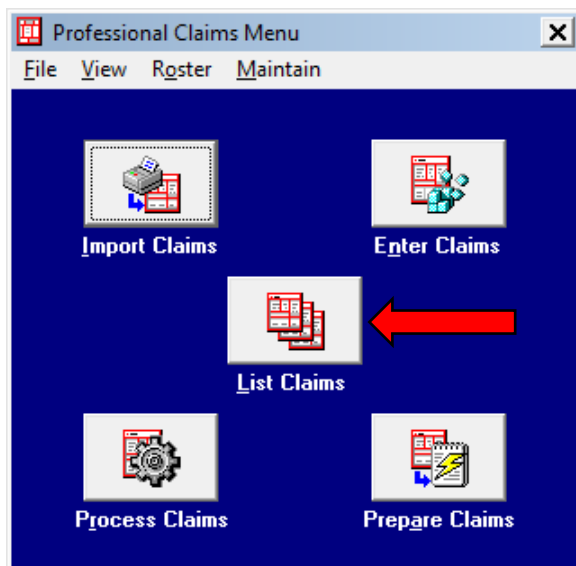 Professional Claims Menu
File View Roster Maintain
Import Claims
Enter Claims
List Claims
Process Claims
Prepare Claims